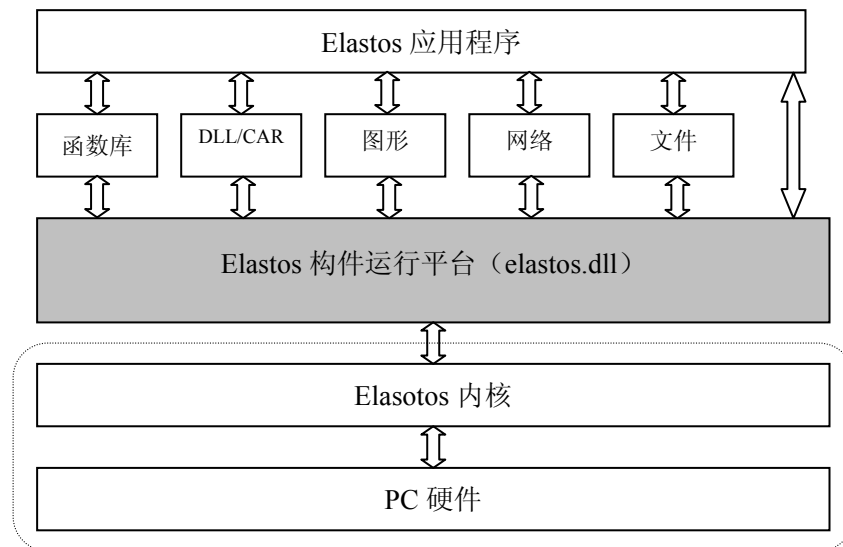 Elastos 应用程序
函数库
DLL/CAR
图形
网络
文件
Elastos 构件运行平台（elastos.dll）
Elasotos 内核
PC 硬件